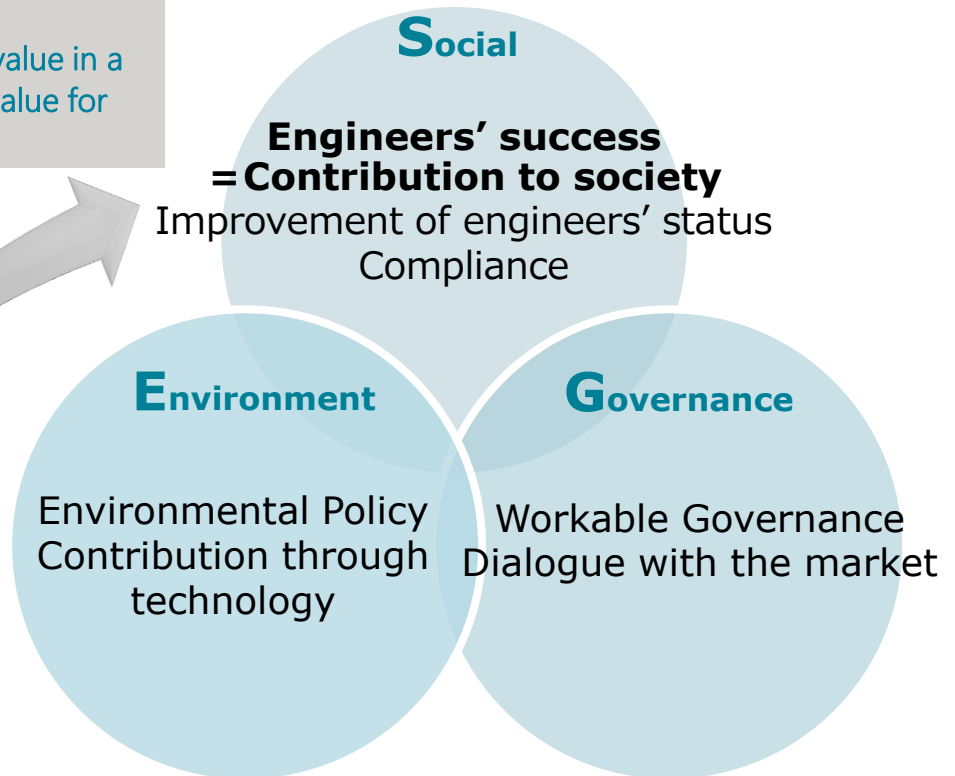 value in a
alue for
Social
Engineers’ success
=Contribution to society
Improvement of engineers’ status
Compliance
Environment
Environmental Policy
Contribution through
technology
Governance
Workable Governance
Dialogue with the market